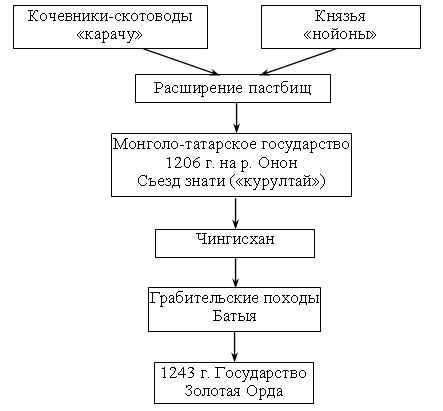 Кочевники-скотоводы
«карачу»
Князья
«нойоны»
Расширение пастбищ
Монголо-татарское государство
1206 г. на р. Онон
Съезд знати («курултай»)
Чингисхан
Грабительские походы
Батыя
1243 г. Государство
Золотая Орда